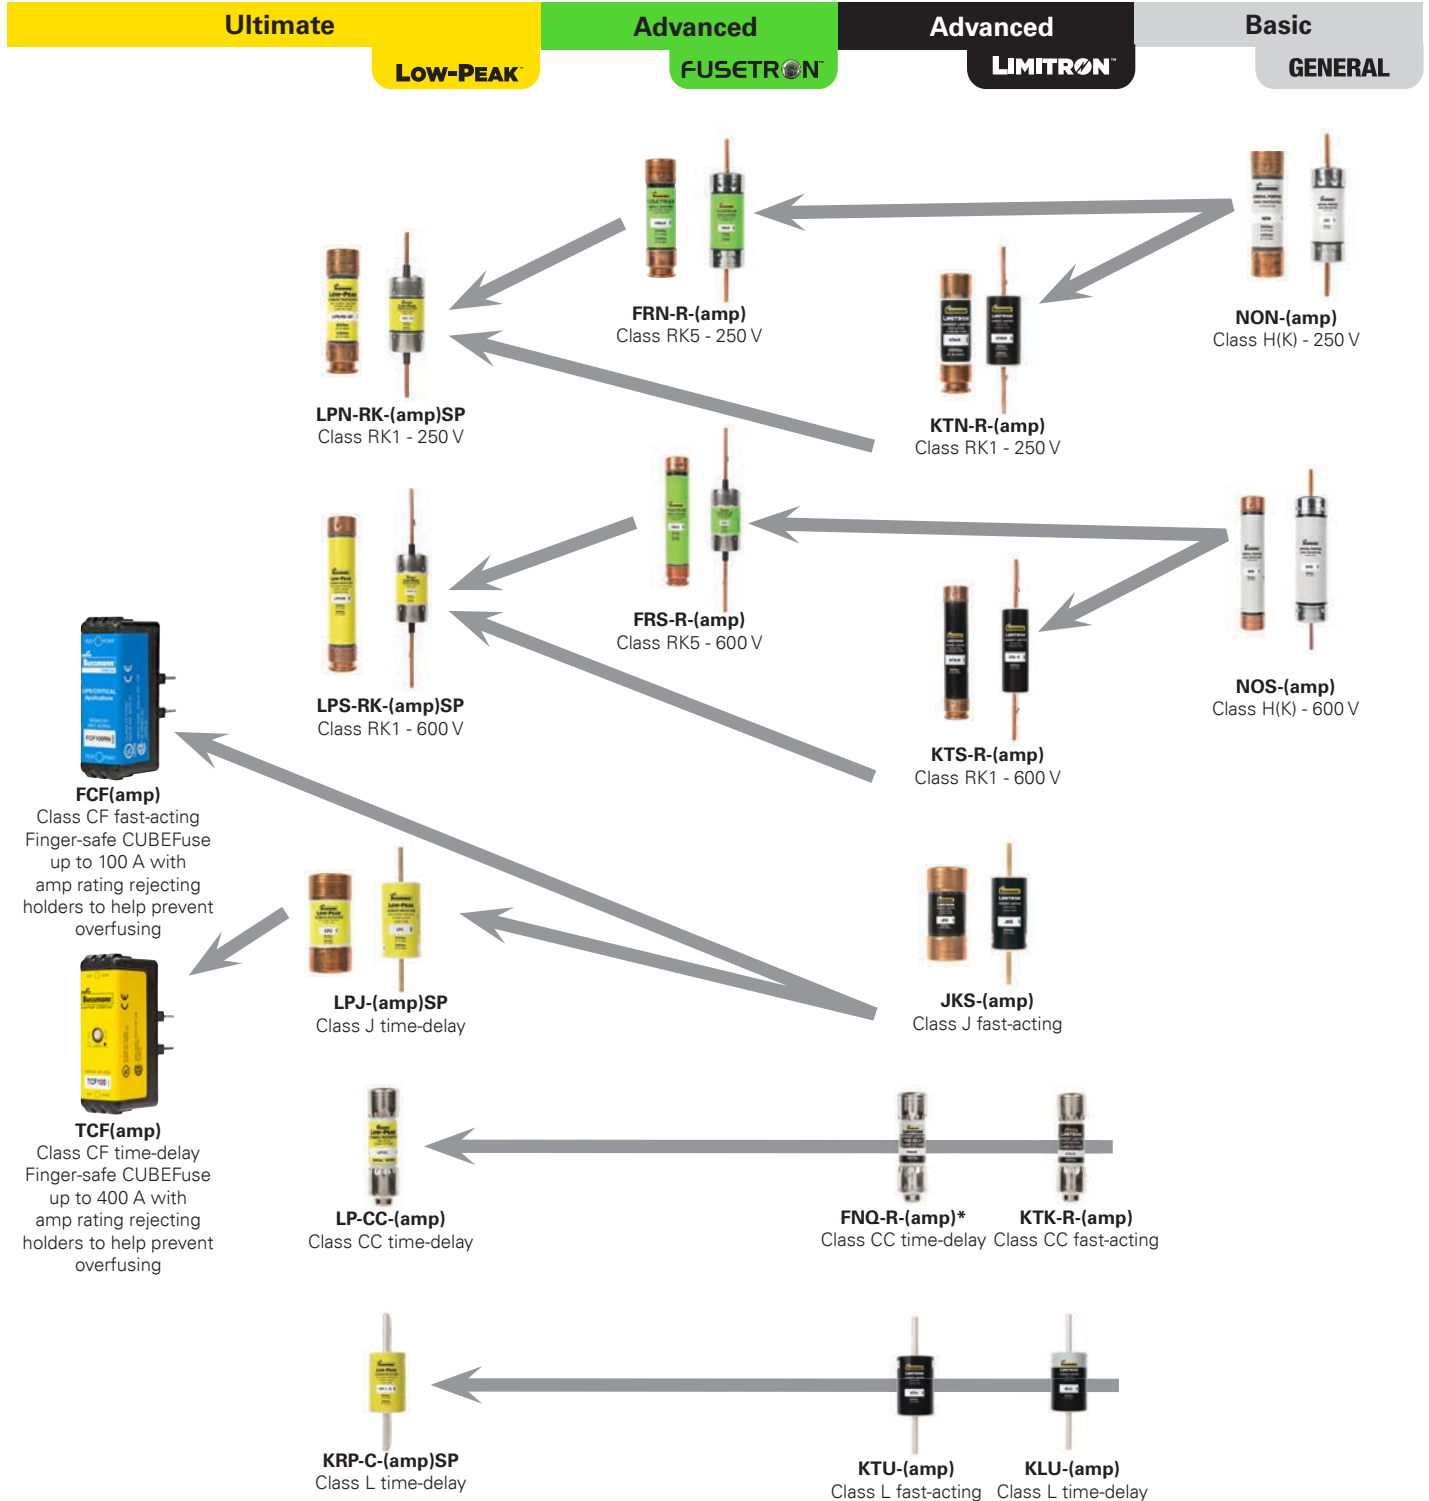 Ultimate
Advanced
Advanced
Basic
LOW-PEAK™
FUSETRON™
LIMITRON™
GENERAL
FRN-R-(amp)
Class RK5 - 250 V
NON-(amp)
Class H(K) - 250 V
LPN-RK-(amp)SP
Class RK1 - 250 V
KTN-R-(amp)
Class RK1 - 250 V
FRS-R-(amp)
Class RK5 - 600 V
NOS-(amp)
Class H(K) - 600 V
LPS-RK-(amp)SP
Class RK1 - 600 V
KTS-R-(amp)
Class RK1 - 600 V
Bussmann
FCF(amp)
Class CF fast-acting
Finger-safe CUBEFuse
up to 100 A with
amp rating rejecting
holders to help prevent
overfusing
LPJ-(amp)SP
Class J time-delay
JKS-(amp)
Class J fast-acting
Bussmann
TCF100
TCF(amp)
Class CF time-delay
Finger-safe CUBEFuse
up to 400 A with
amp rating rejecting
holders to help prevent
overfusing
LP-CC-(amp)
Class CC time-delay
FNQ-R-(amp)*
Class CC time-delay
KTK-R-(amp)
Class CC fast-acting
KRP-C-(amp)SP
Class L time-delay
KTU-(amp)
Class L fast-acting
KLU-(amp)
Class L time-delay